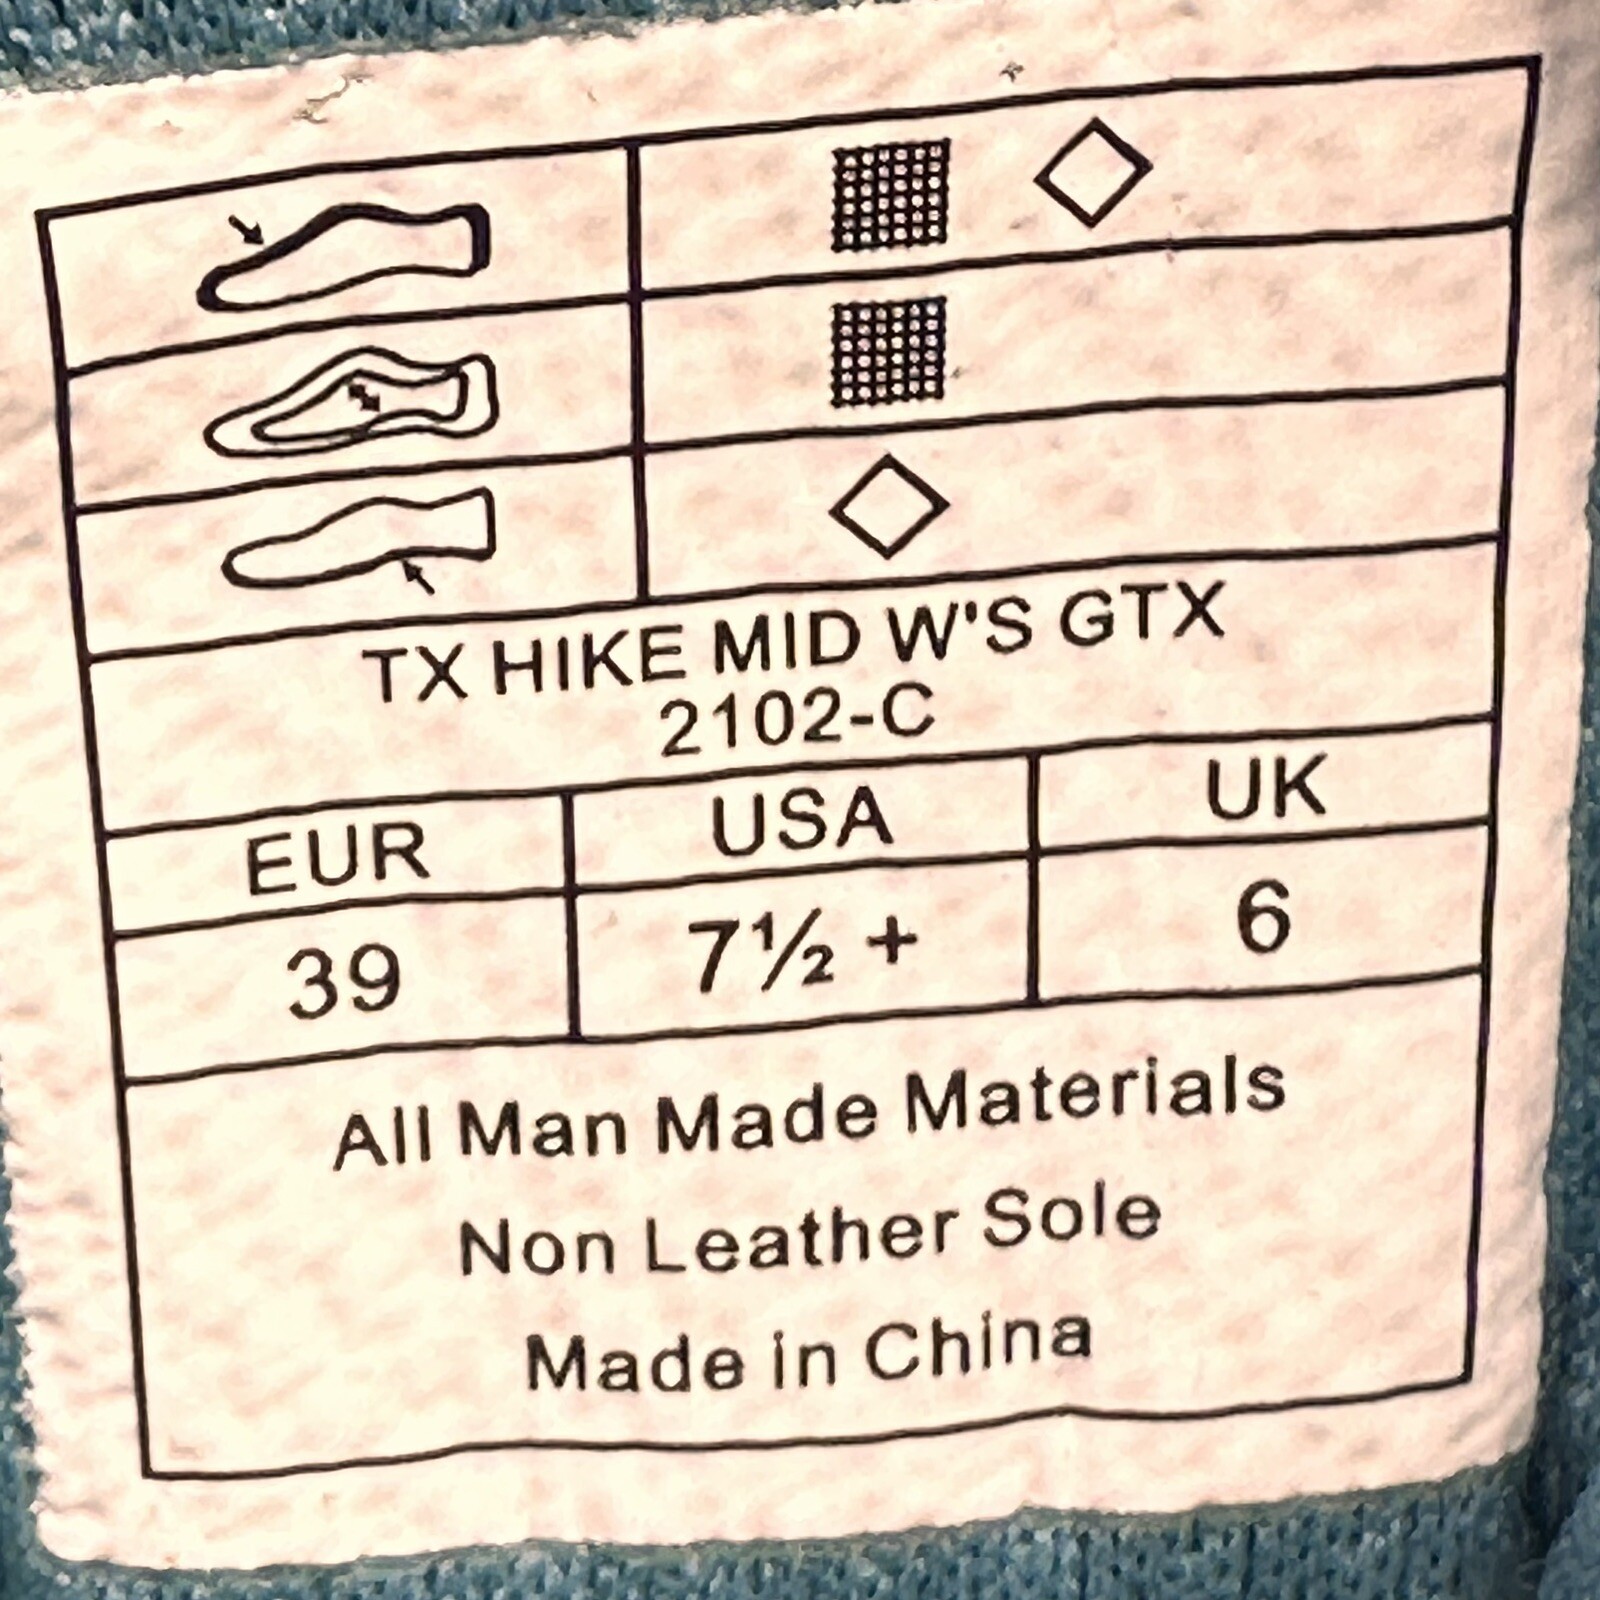 TX HIKE MID W'S GTX
2102-C
EUR USA UK
39 7½ + 6
All Man Made Materials
Non Leather Sole
Made in China